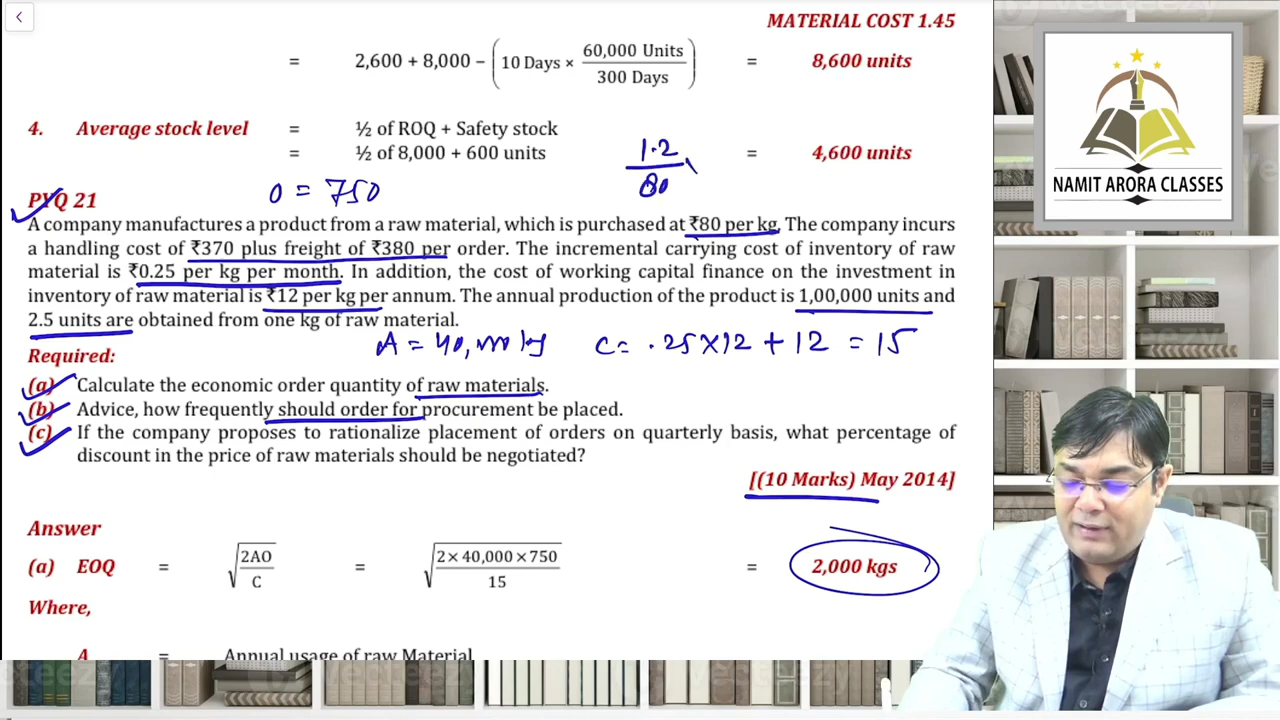 MATERIAL COST 1.45
= 2,600 + 8,000 − (10 Days × 60,000 Units / 300 Days) = 8,600 units
4. Average stock level = ½ of ROQ + Safety stock
= ½ of 8,000 + 600 units = 4,600 units
1.2 / 80
O = 750
PYQ 21
A company manufactures a product from a raw material, which is purchased at ₹80 per kg. The company incurs
a handling cost of ₹370 plus freight of ₹380 per order. The incremental carrying cost of inventory of raw
material is ₹0.25 per kg per month. In addition, the cost of working capital finance on the investment in
inventory of raw material is ₹12 per kg per annum. The annual production of the product is 1,00,000 units and
2.5 units are obtained from one kg of raw material.
A = 40,000 kg C = .25×12 + 12 = 15
Required:
(a) Calculate the economic order quantity of raw materials.
(b) Advice, how frequently should order for procurement be placed.
(c) If the company proposes to rationalize placement of orders on quarterly basis, what percentage of
discount in the price of raw materials should be negotiated?
[(10 Marks) May 2014]
Answer
(a) EOQ = √(2AO / C) = √(2 × 40,000 × 750 / 15) = 2,000 kgs
Where,
A = Annual usage of raw Material
NAMIT ARORA CLASSES
vecteezy